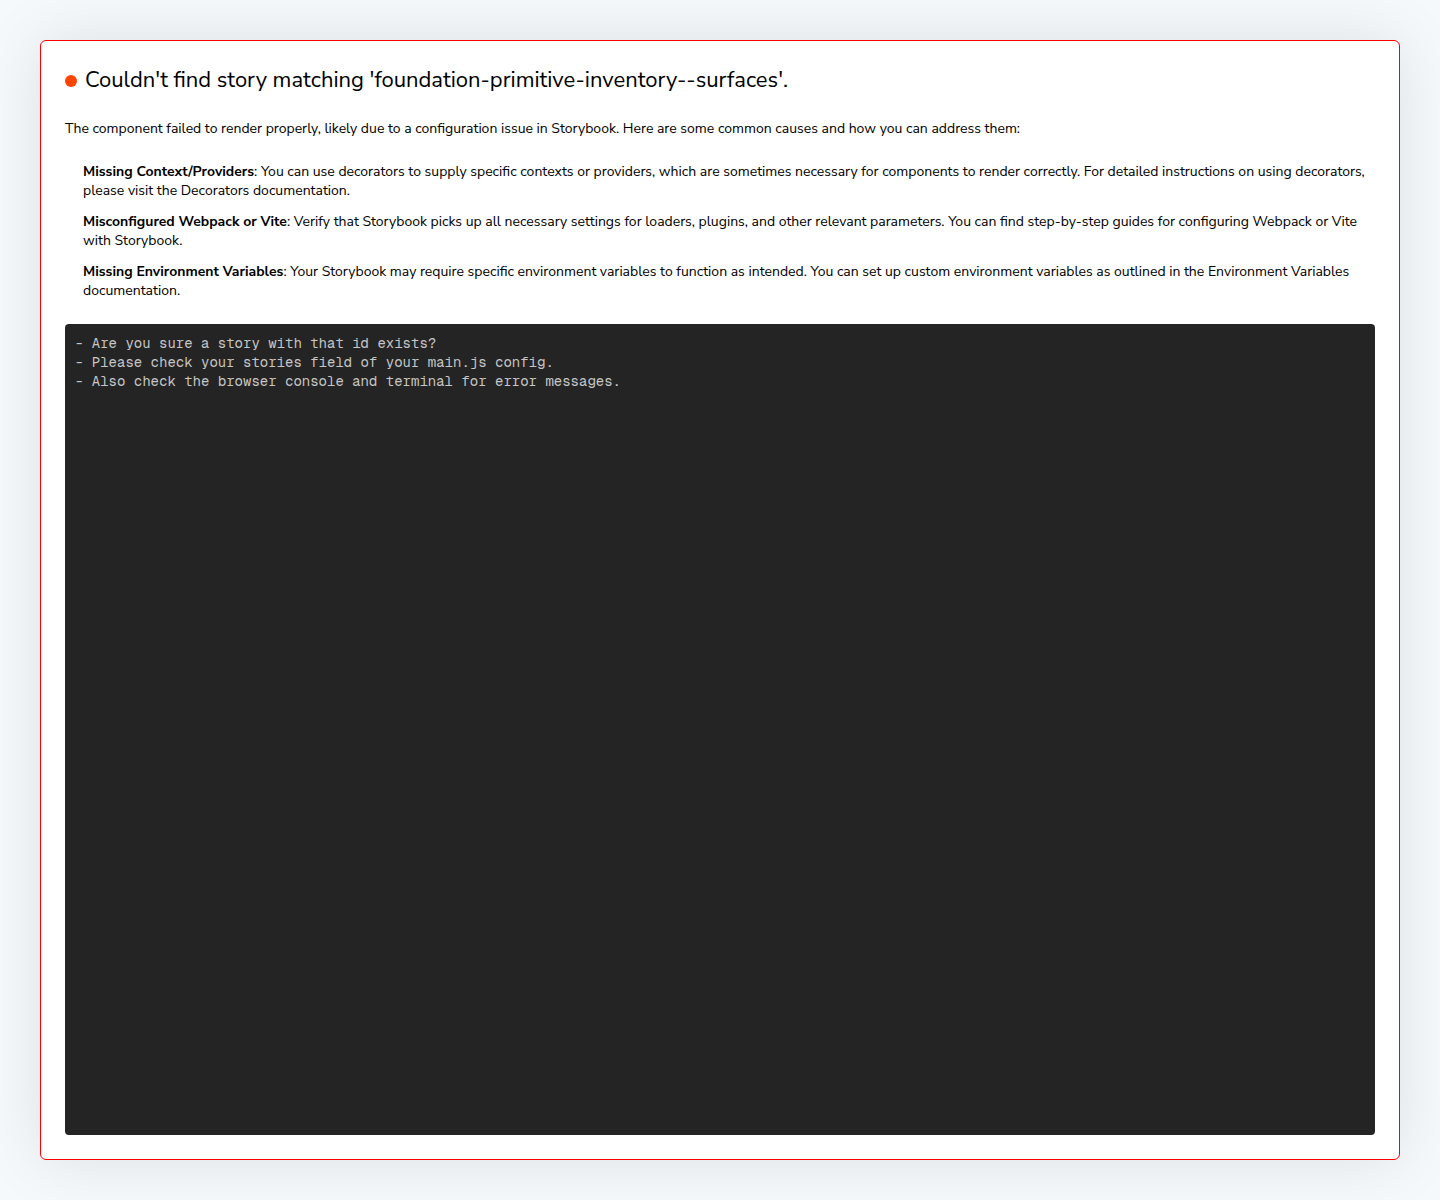 Couldn't find story matching 'foundation-primitive-inventory--surfaces'.
The component failed to render properly, likely due to a configuration issue in Storybook. Here are some common causes and how you can address them:
Missing Context/Providers: You can use decorators to supply specific contexts or providers, which are sometimes necessary for components to render correctly. For detailed instructions on using decorators,
please visit the Decorators documentation.
Misconfigured Webpack or Vite: Verify that Storybook picks up all necessary settings for loaders, plugins, and other relevant parameters. You can find step-by-step guides for configuring Webpack or Vite
with Storybook.
Missing Environment Variables: Your Storybook may require specific environment variables to function as intended. You can set up custom environment variables as outlined in the Environment Variables
documentation.
- Are you sure a story with that id exists?
- Please check your stories field of your main.js config.
- Also check the browser console and terminal for error messages.